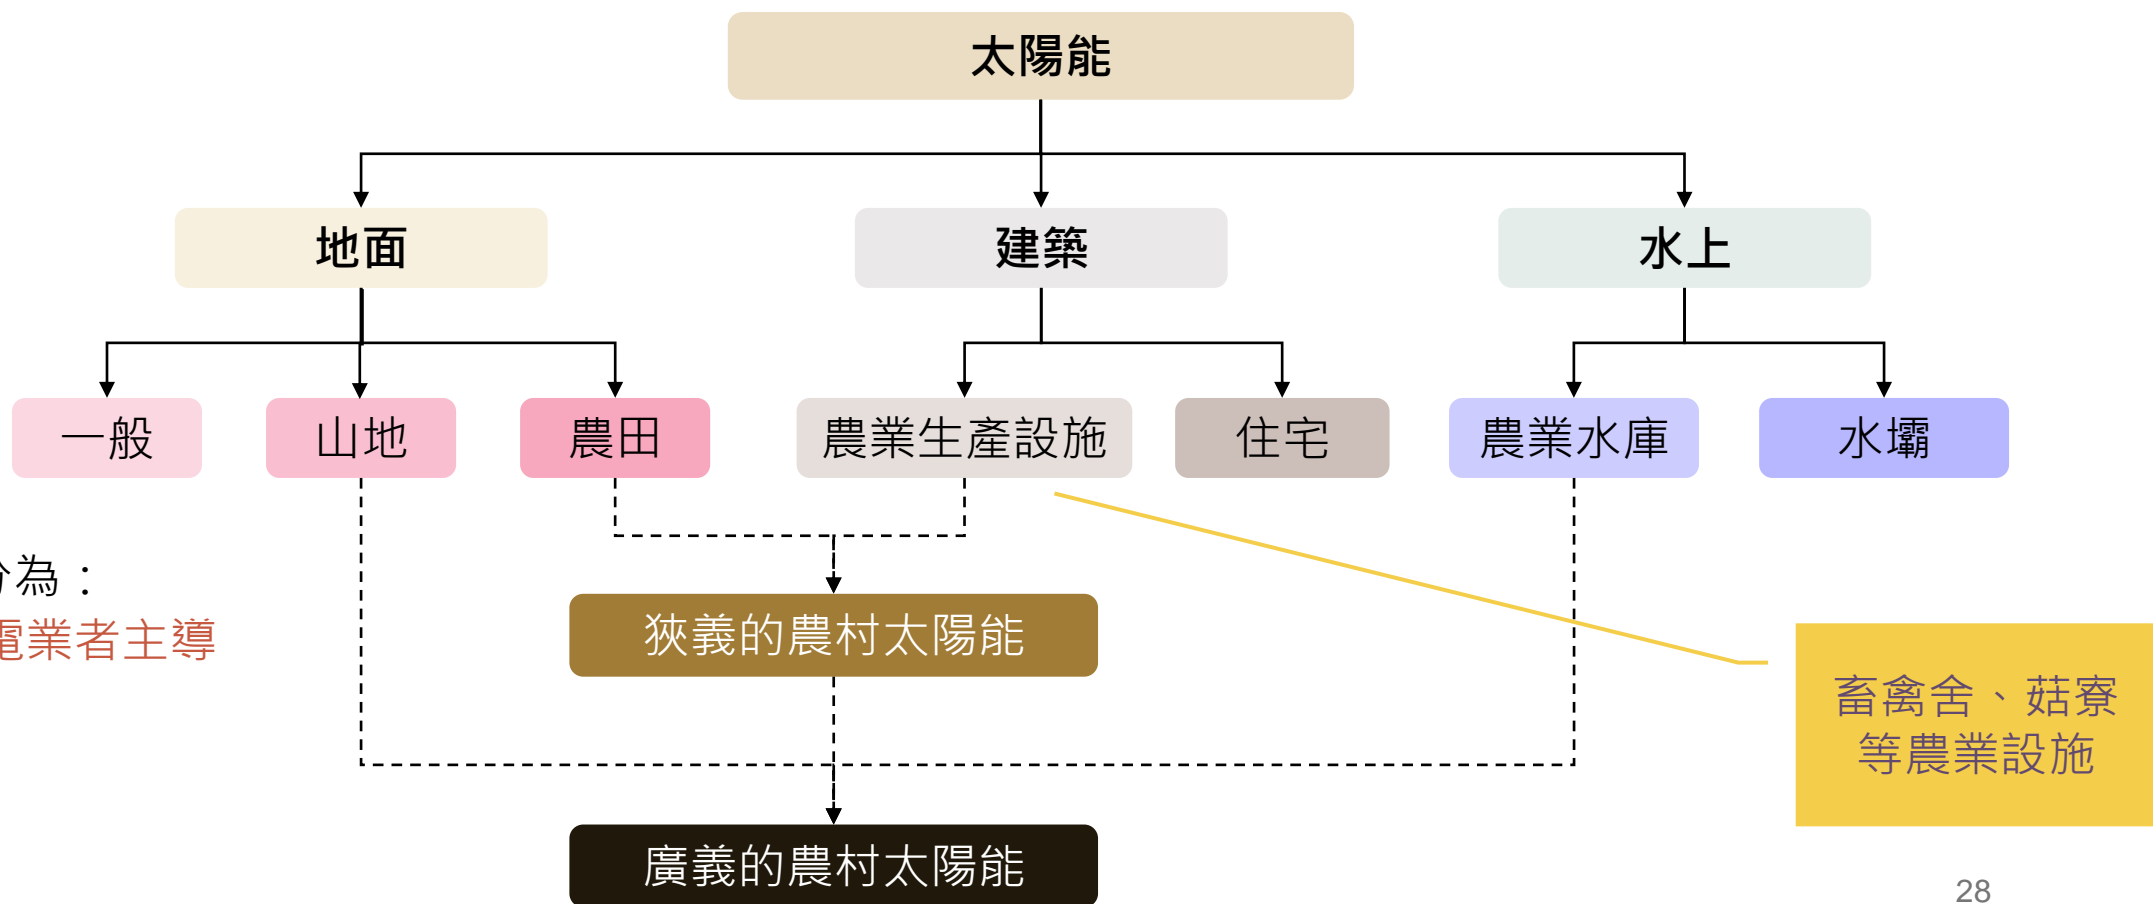 太陽能
地面
建築
水上
一般
山地
農田
農業生產設施
住宅
農業水庫
水壩
分為：
電業者主導
狹義的農村太陽能
畜禽舍、菇寮
等農業設施
廣義的農村太陽能
28